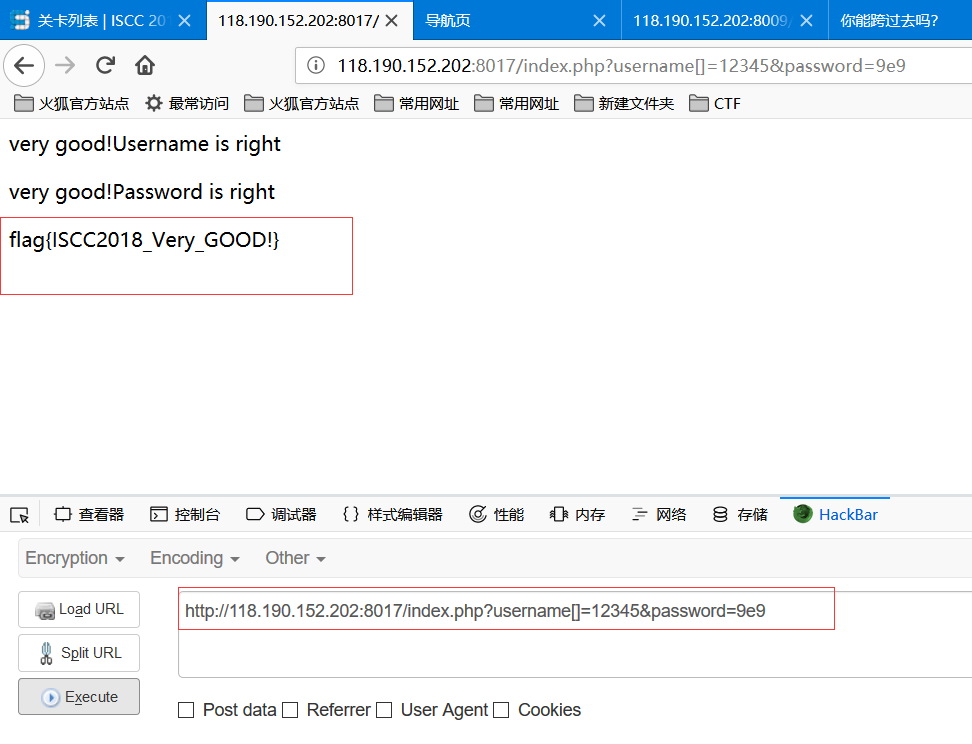 关卡列表 | ISCC 20
118.190.152.202:8017/
导航页
118.190.152.202:8009/
你能跨过去吗?
118.190.152.202:8017/index.php?username[]=12345&password=9e9
火狐官方站点 最常访问 火狐官方站点 常用网址 常用网址 新建文件夹 CTF
very good!Username is right
very good!Password is right
flag{ISCC2018_Very_GOOD!}
查看器 控制台 调试器 {} 样式编辑器 性能 内存 网络 存储 HackBar
Encryption Encoding Other
Load URL
http://118.190.152.202:8017/index.php?username[]=12345&password=9e9
Split URL
Execute
Post data Referrer User Agent Cookies